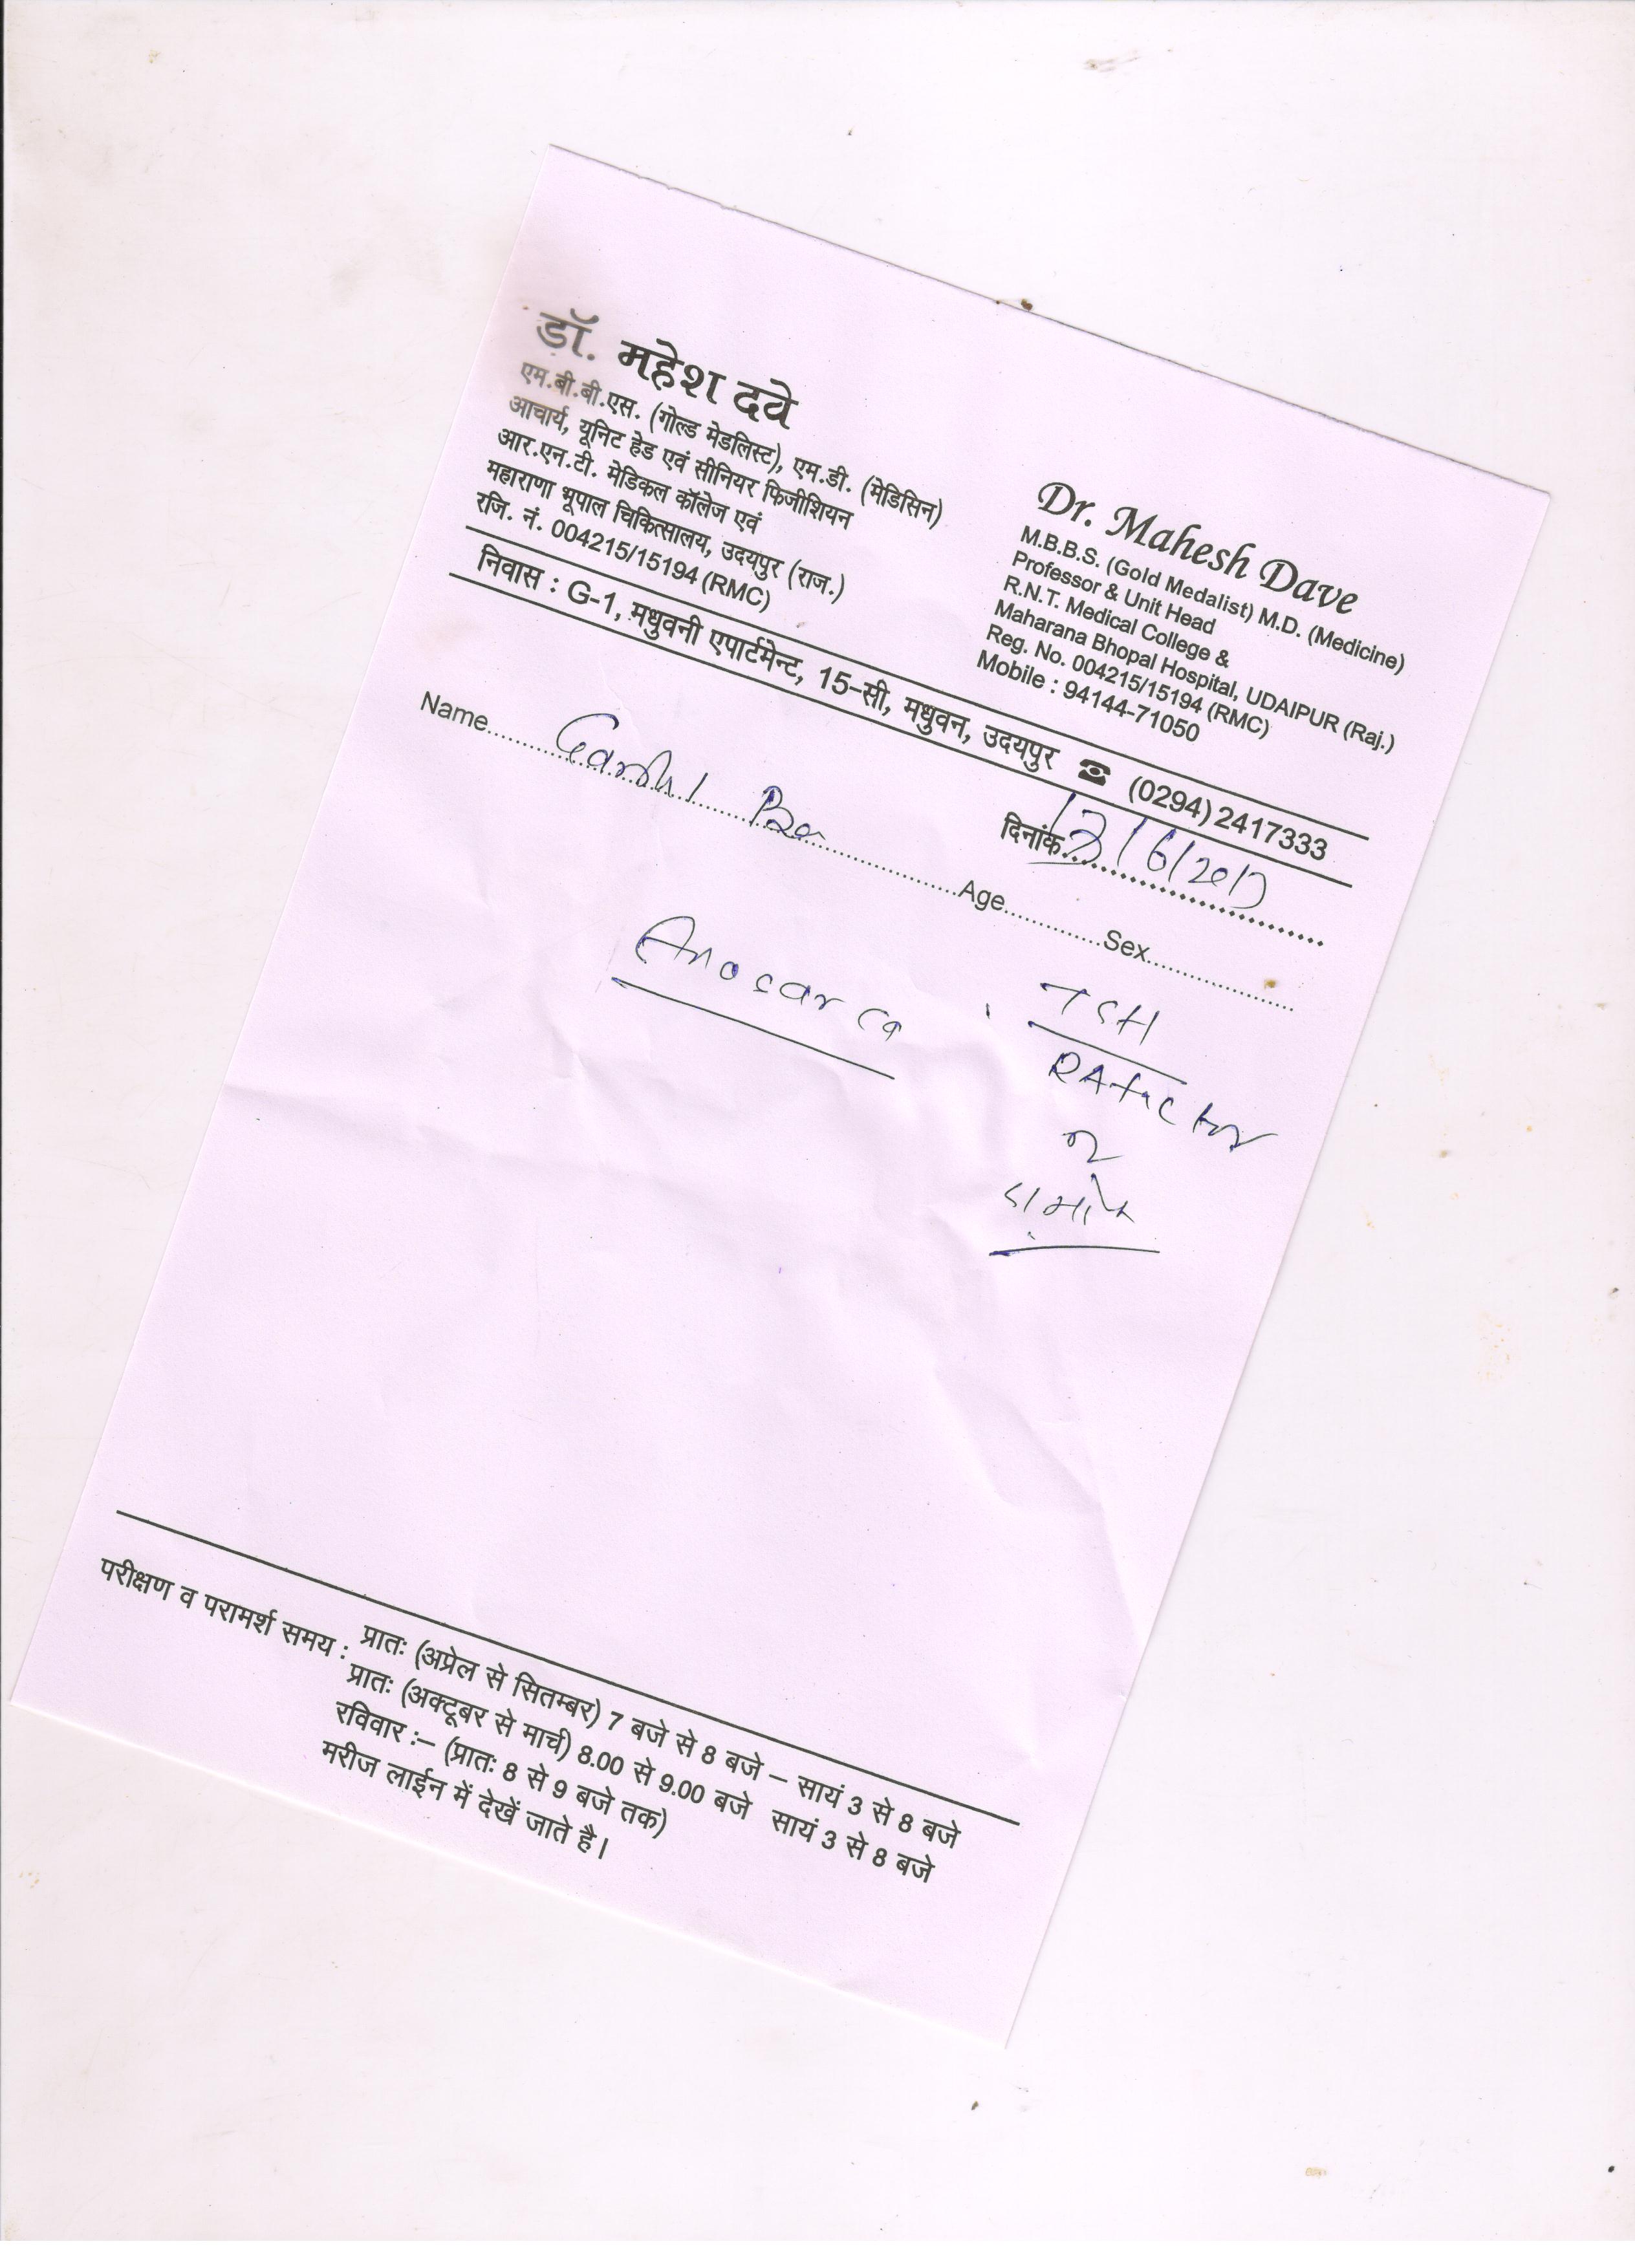 डॉ. महेश दवे
एम.बी.बी.एस. (गोल्ड मेडलिस्ट), एम.डी. (मेडिसिन)
आचार्य, यूनिट हेड एवं सीनियर फिजीशियन
आर.एन.टी. मेडिकल कॉलेज एवं
महाराणा भूपाल चिकित्सालय, उदयपुर (राज.)
रजि. नं. 004215/15194 (RMC)
Dr. Mahesh Dave
M.B.B.S. (Gold Medalist) M.D. (Medicine)
Professor & Unit Head
R.N.T. Medical College &
Maharana Bhopal Hospital, UDAIPUR (Raj.)
Reg. No. 004215/15194 (RMC)
Mobile : 94144-71050
निवास : G-1, मधुवनी एपार्टमेन्ट, 15-सी, मधुवन, उदयपुर ☎ (0294) 2417333
दिनांक
Name Age Sex
Anasarca
TSH
RA factor
परीक्षण व परामर्श समय : प्रातः (अप्रेल से सितम्बर) 7 बजे से 8 बजे – सायं 3 से 8 बजे
प्रातः (अक्टूबर से मार्च) 8.00 से 9.00 बजे सायं 3 से 8 बजे
रविवार :– (प्रातः 8 से 9 बजे तक)
मरीज लाईन में देखें जाते है।